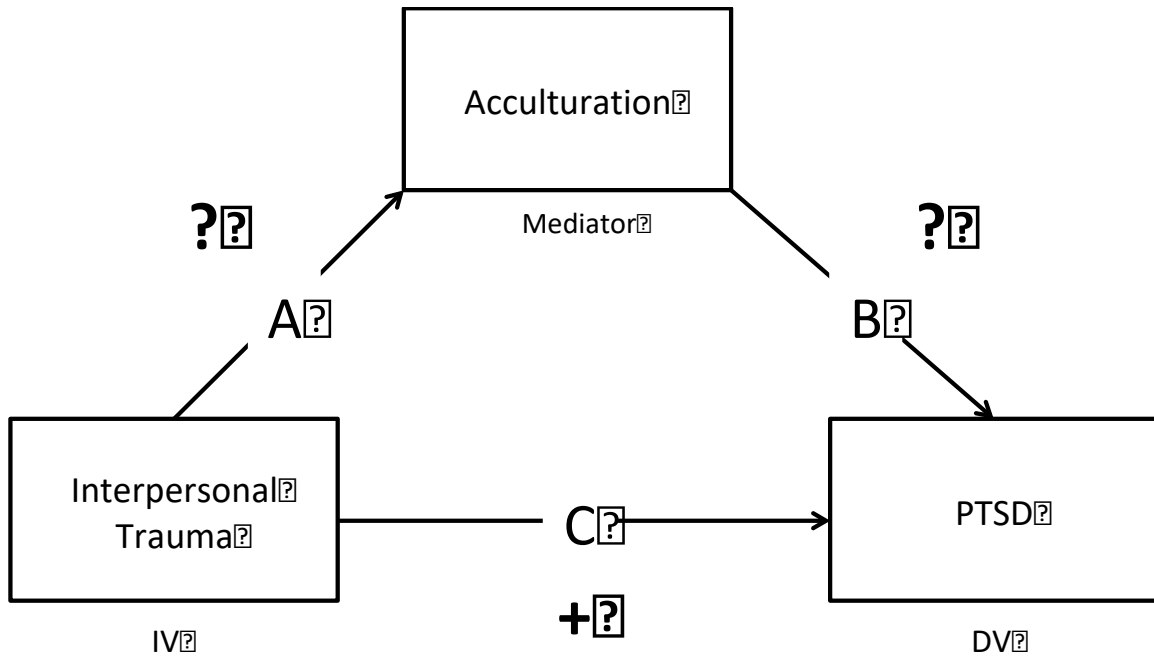 Acculturation⍰
Mediator⍰
?⍰
?⍰
A⍰
B⍰
Interpersonal⍰
Trauma⍰
C⍰
PTSD⍰
+⍰
IV⍰
DV⍰